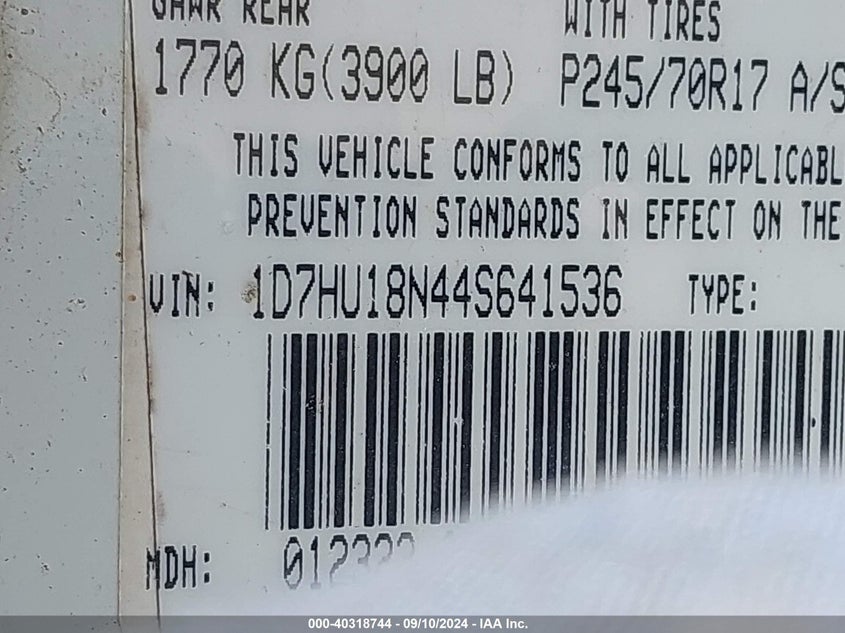 GAWR REAR WITH TIRES
1770 KG(3900 LB) P245/70R17 A/S
THIS VEHICLE CONFORMS TO ALL APPLICABL
PREVENTION STANDARDS IN EFFECT ON THE
VIN: 1D7HU18N44S641536 TYPE:
MDH: 012322
000-40318744 - 09/10/2024 - IAA Inc.